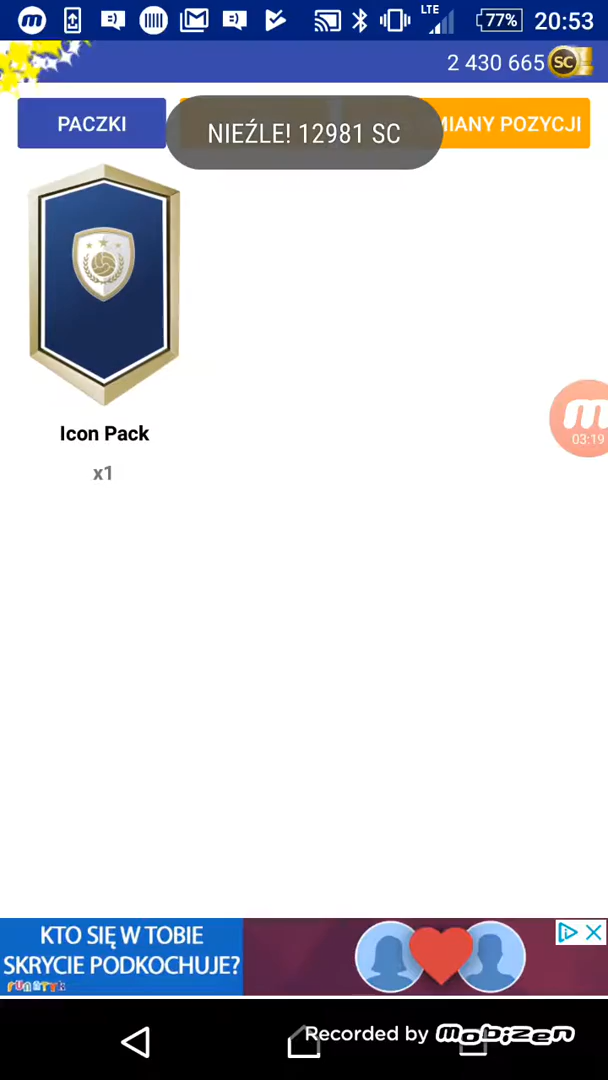 LTE
77%
20:53
2 430 665 SC
PACZKI
NIEŹLE! 12981 SC
MIANY POZYCJI
03:19
Icon Pack
x1
KTO SIĘ W TOBIE
SKRYCIE PODKOCHUJE?
Recorded by mobizen